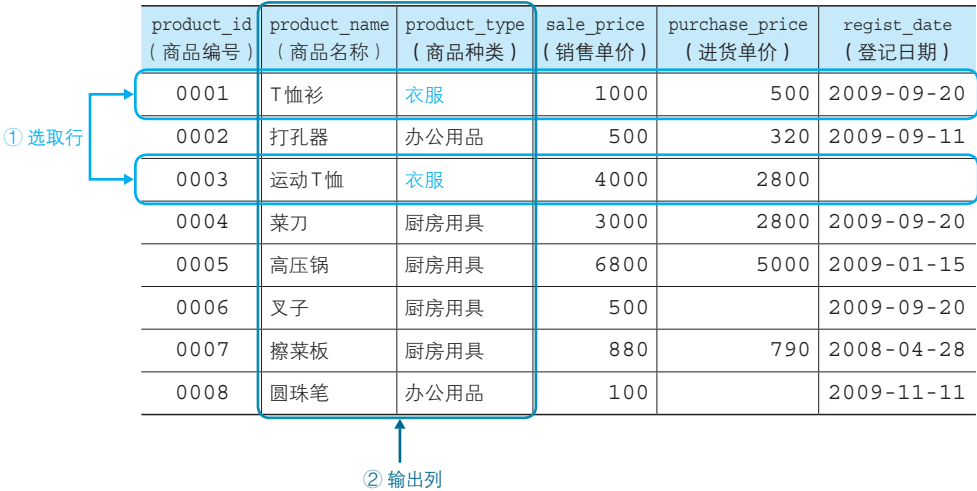 product_id product_name product_type sale_price purchase_price regist_date
（商品编号） （商品名称） （商品种类） （销售单价） （进货单价） （登记日期）
0001 T恤衫 衣服 1000 500 2009-09-20
① 选取行
0002 打孔器 办公用品 500 320 2009-09-11
0003 运动T恤 衣服 4000 2800
0004 菜刀 厨房用具 3000 2800 2009-09-20
0005 高压锅 厨房用具 6800 5000 2009-01-15
0006 叉子 厨房用具 500 2009-09-20
0007 擦菜板 厨房用具 880 790 2008-04-28
0008 圆珠笔 办公用品 100 2009-11-11
② 输出列